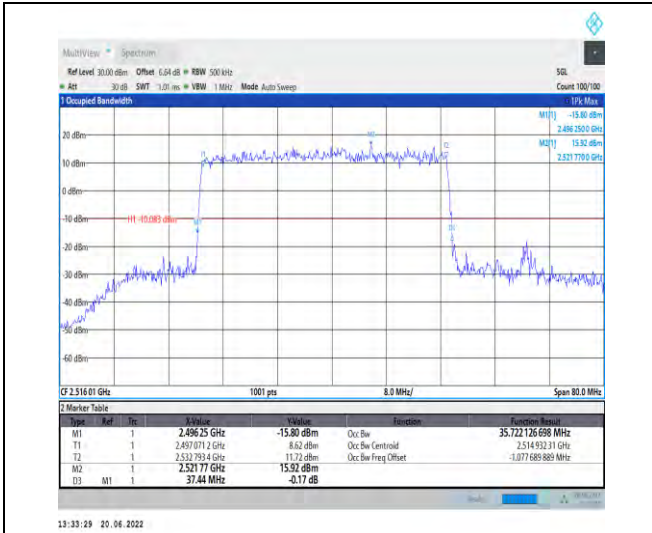 MultiView Spectrum
Ref Level 30.00 dBm Offset 6.64 dB RBW 500 kHz SGL
Att 30 dB SWT 1.01 ms VBW 1 MHz Mode Auto Sweep Count 100/100
1 Occupied Bandwidth 1Pk Max
M1[1] -15.80 dBm
2.496 250 0 GHz
M2[1] 15.92 dBm
2.521 770 0 GHz
20 dBm
10 dBm
0 dBm
-10 dBm H1 -10.083 dBm
-20 dBm
-30 dBm
-40 dBm
-50 dBm
-60 dBm
CF 2.516 01 GHz 1001 pts 8.0 MHz/ Span 80.0 MHz
2 Marker Table
Type Ref Trc X-Value Y-Value Function Function Result
M1 1 2.496 25 GHz -15.80 dBm Occ Bw 35.722 126 698 MHz
T1 1 2.497 071 2 GHz 8.62 dBm Occ Bw Centroid 2.514 932 31 GHz
T2 1 2.532 793 4 GHz 11.72 dBm Occ Bw Freq Offset -1.077 689 889 MHz
M2 1 2.521 77 GHz 15.92 dBm
D3 M1 1 37.44 MHz -0.17 dB
13:33:29 20.06.2022